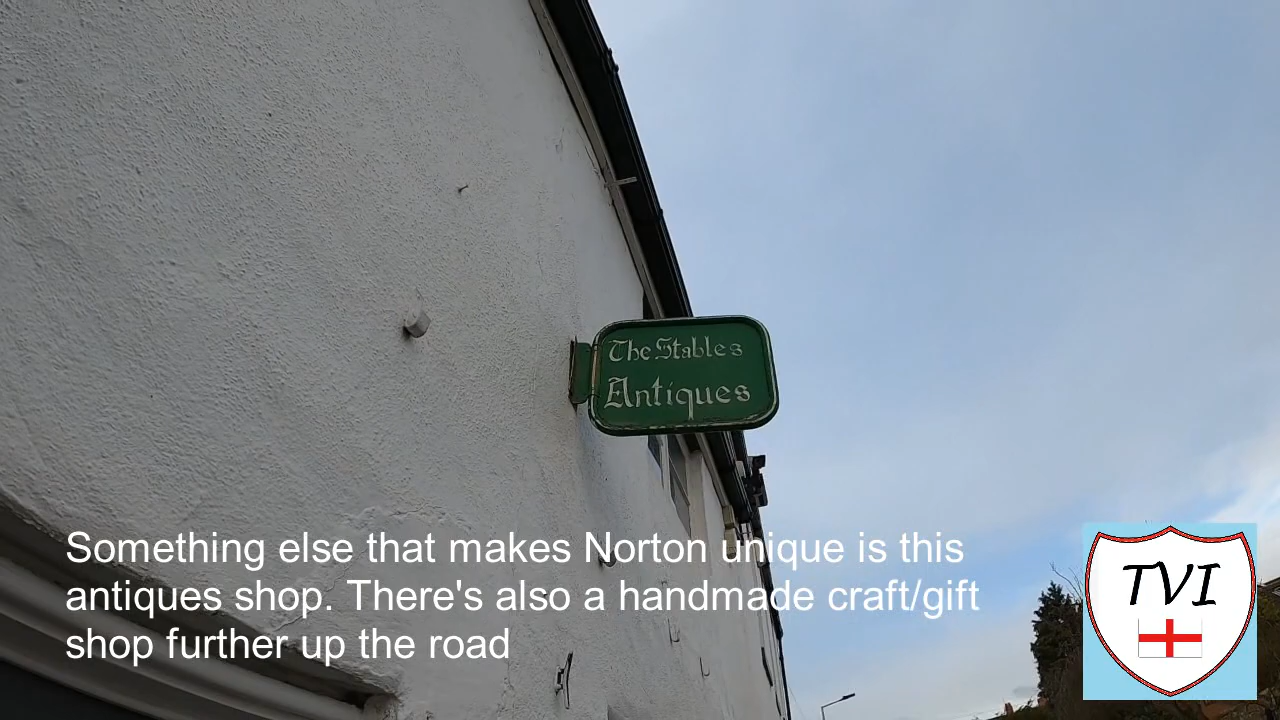 The Stables
Antiques
Something else that makes Norton unique is this
antiques shop. There's also a handmade craft/gift
shop further up the road
TVI